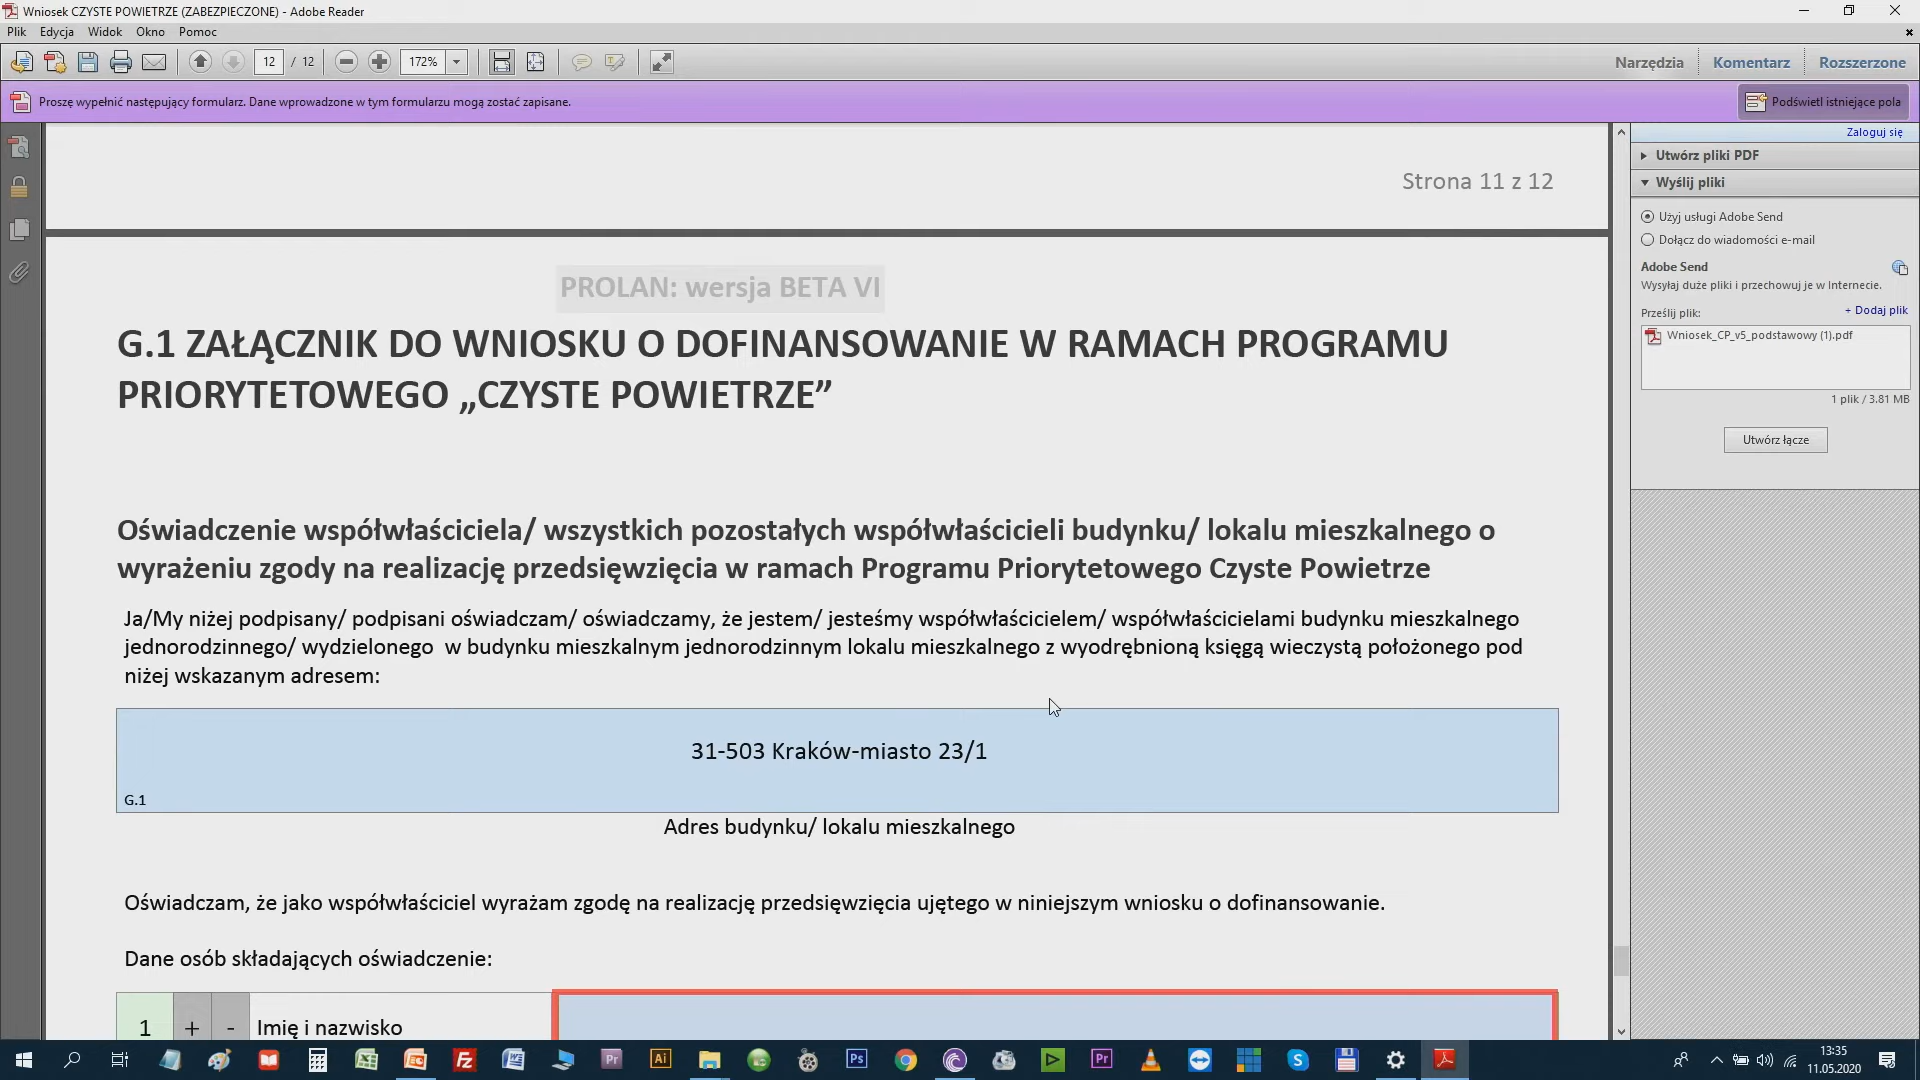 Wniosek CZYSTE POWIETRZE (ZABEZPIECZONE) - Adobe Reader
Plik Edycja Widok Okno Pomoc
12 / 12 172% Narzędzia Komentarz Rozszerzone
Proszę wypełnić następujący formularz. Dane wprowadzone w tym formularzu mogą zostać zapisane. Podświetl istniejące pola
Zaloguj się
Utwórz pliki PDF
Wyślij pliki
Użyj usługi Adobe Send
Dołącz do wiadomości e-mail
Adobe Send
Wysyłaj duże pliki i przechowuj je w Internecie.
Prześlij plik: + Dodaj plik
Wniosek_CP_v5_podstawowy (1).pdf
1 plik / 3.81 MB
Utwórz łącze
Strona 11 z 12
PROLAN: wersja BETA VI
G.1 ZAŁĄCZNIK DO WNIOSKU O DOFINANSOWANIE W RAMACH PROGRAMU
PRIORYTETOWEGO „CZYSTE POWIETRZE”
Oświadczenie współwłaściciela/ wszystkich pozostałych współwłaścicieli budynku/ lokalu mieszkalnego o
wyrażeniu zgody na realizację przedsięwzięcia w ramach Programu Priorytetowego Czyste Powietrze
Ja/My niżej podpisany/ podpisani oświadczam/ oświadczamy, że jestem/ jesteśmy współwłaścicielem/ współwłaścicielami budynku mieszkalnego
jednorodzinnego/ wydzielonego w budynku mieszkalnym jednorodzinnym lokalu mieszkalnego z wyodrębnioną księgą wieczystą położonego pod
niżej wskazanym adresem:
31-503 Kraków-miasto 23/1
G.1
Adres budynku/ lokalu mieszkalnego
Oświadczam, że jako współwłaściciel wyrażam zgodę na realizację przedsięwzięcia ujętego w niniejszym wniosku o dofinansowanie.
Dane osób składających oświadczenie:
1 + - Imię i nazwisko
Pr Ai Fz Ps Pr
13:35
11.05.2020